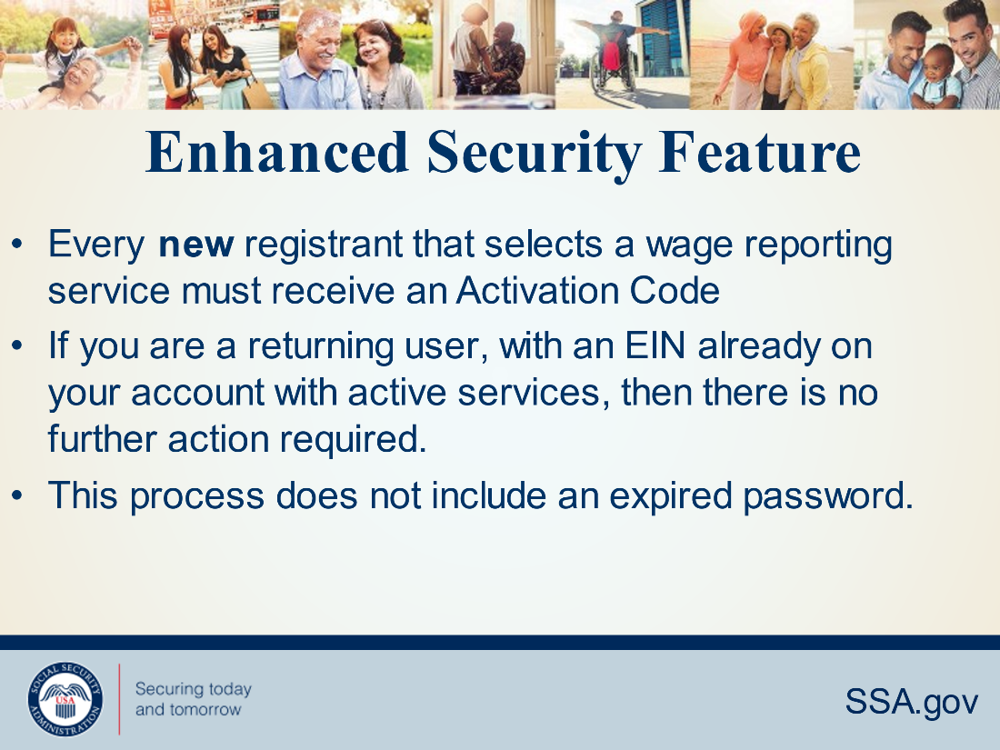 Enhanced Security Feature
• Every new registrant that selects a wage reporting
service must receive an Activation Code
• If you are a returning user, with an EIN already on
your account with active services, then there is no
further action required.
• This process does not include an expired password.
SOCIAL SECURITY
USA
ADMINISTRATION
Securing today
and tomorrow
SSA.gov